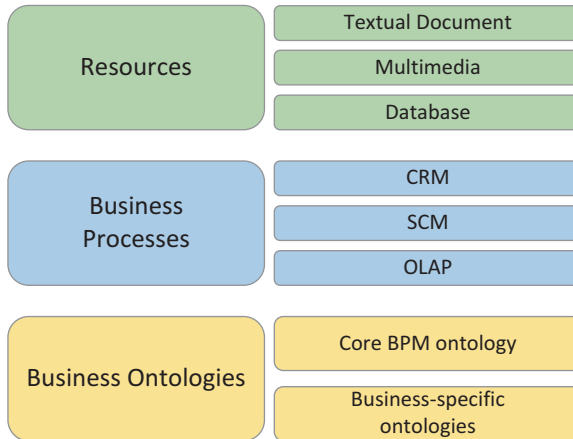 Resources
Textual Document
Multimedia
Database
Business
Processes
CRM
SCM
OLAP
Business Ontologies
Core BPM ontology
Business-specific
ontologies